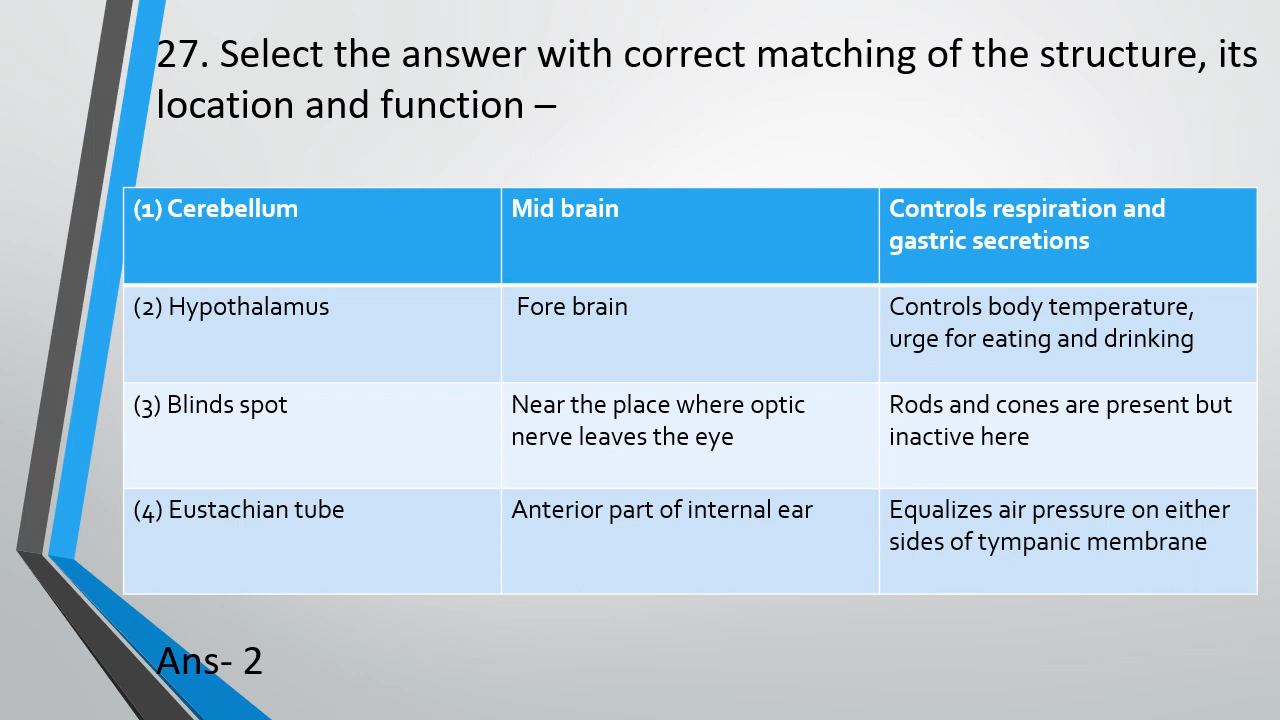 27. Select the answer with correct matching of the structure, its
location and function –
(1) Cerebellum
Mid brain
Controls respiration and
gastric secretions
(2) Hypothalamus
Fore brain
Controls body temperature,
urge for eating and drinking
(3) Blinds spot
Near the place where optic
nerve leaves the eye
Rods and cones are present but
inactive here
(4) Eustachian tube
Anterior part of internal ear
Equalizes air pressure on either
sides of tympanic membrane
Ans- 2